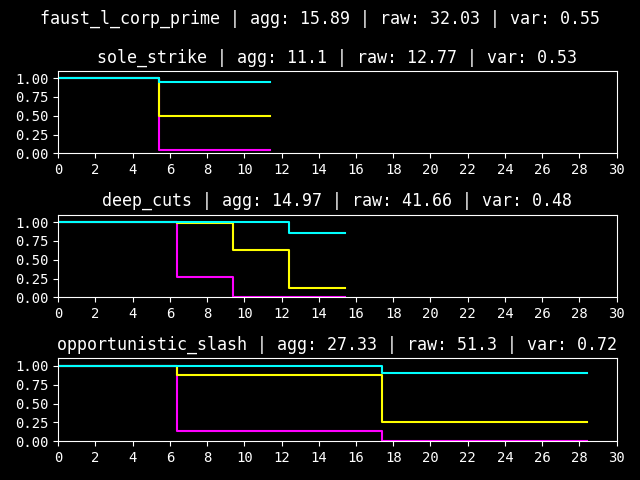 faust_l_corp_prime | agg: 15.89 | raw: 32.03 | var: 0.55
sole_strike | agg: 11.1 | raw: 12.77 | var: 0.53
1.00
0.75
0.50
0.25
0.00
0 2 4 6 8 10 12 14 16 18 20 22 24 26 28 30
deep_cuts | agg: 14.97 | raw: 41.66 | var: 0.48
1.00
0.75
0.50
0.25
0.00
0 2 4 6 8 10 12 14 16 18 20 22 24 26 28 30
opportunistic_slash | agg: 27.33 | raw: 51.3 | var: 0.72
1.00
0.75
0.50
0.25
0.00
0 2 4 6 8 10 12 14 16 18 20 22 24 26 28 30